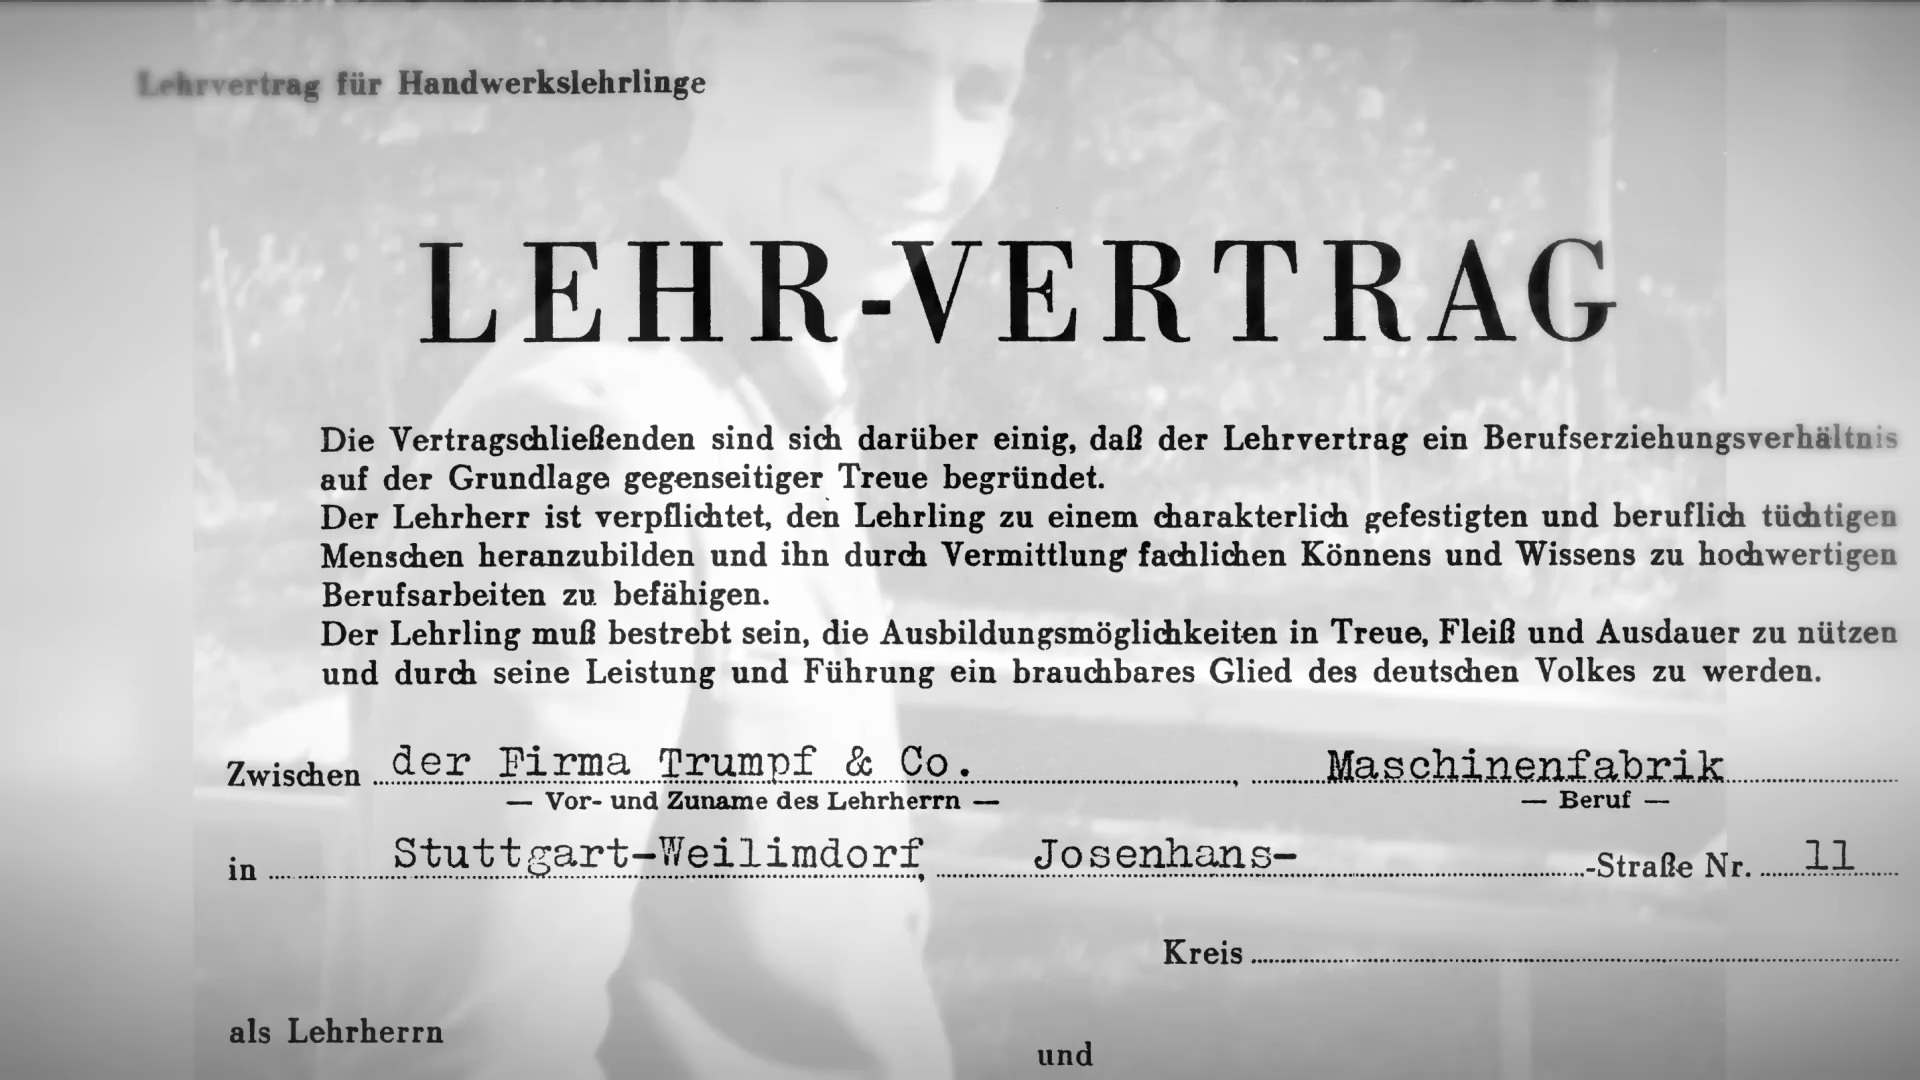 Lehrvertrag für Handwerkslehrlinge
LEHR-VERTRAG
Die Vertragschließenden sind sich darüber einig, daß der Lehrvertrag ein Berufserziehungsverhältnis
auf der Grundlage gegenseitiger Treue begründet.
Der Lehrherr ist verpflichtet, den Lehrling zu einem charakterlich gefestigten und beruflich tüchtigen
Menschen heranzubilden und ihn durch Vermittlung fachlichen Könnens und Wissens zu hochwertigen
Berufsarbeiten zu befähigen.
Der Lehrling muß bestrebt sein, die Ausbildungsmöglichkeiten in Treue, Fleiß und Ausdauer zu nützen
und durch seine Leistung und Führung ein brauchbares Glied des deutschen Volkes zu werden.
Zwischen der Firma Trumpf & Co. , Maschinenfabrik
— Vor- und Zuname des Lehrherrn — — Beruf —
in Stuttgart-Weilimdorf, Josenhans- -Straße Nr. 11
Kreis
als Lehrherrn
und